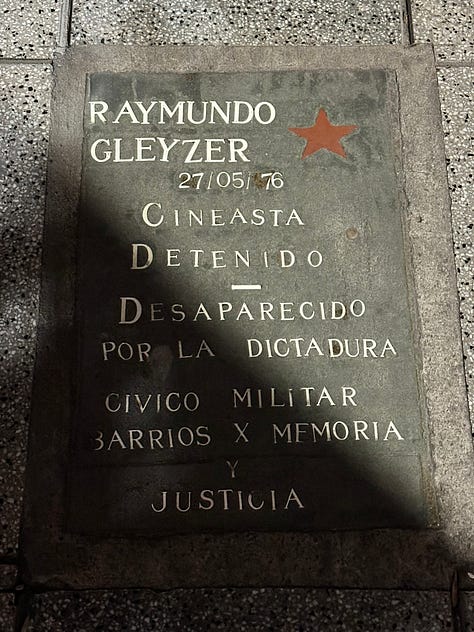 RAYMUNDO
GLEYZER
27/05/76
CINEASTA
DETENIDO
—
DESAPARECIDO
POR LA DICTADURA
CIVICO MILITAR
BARRIOS X MEMORIA
Y
JUSTICIA